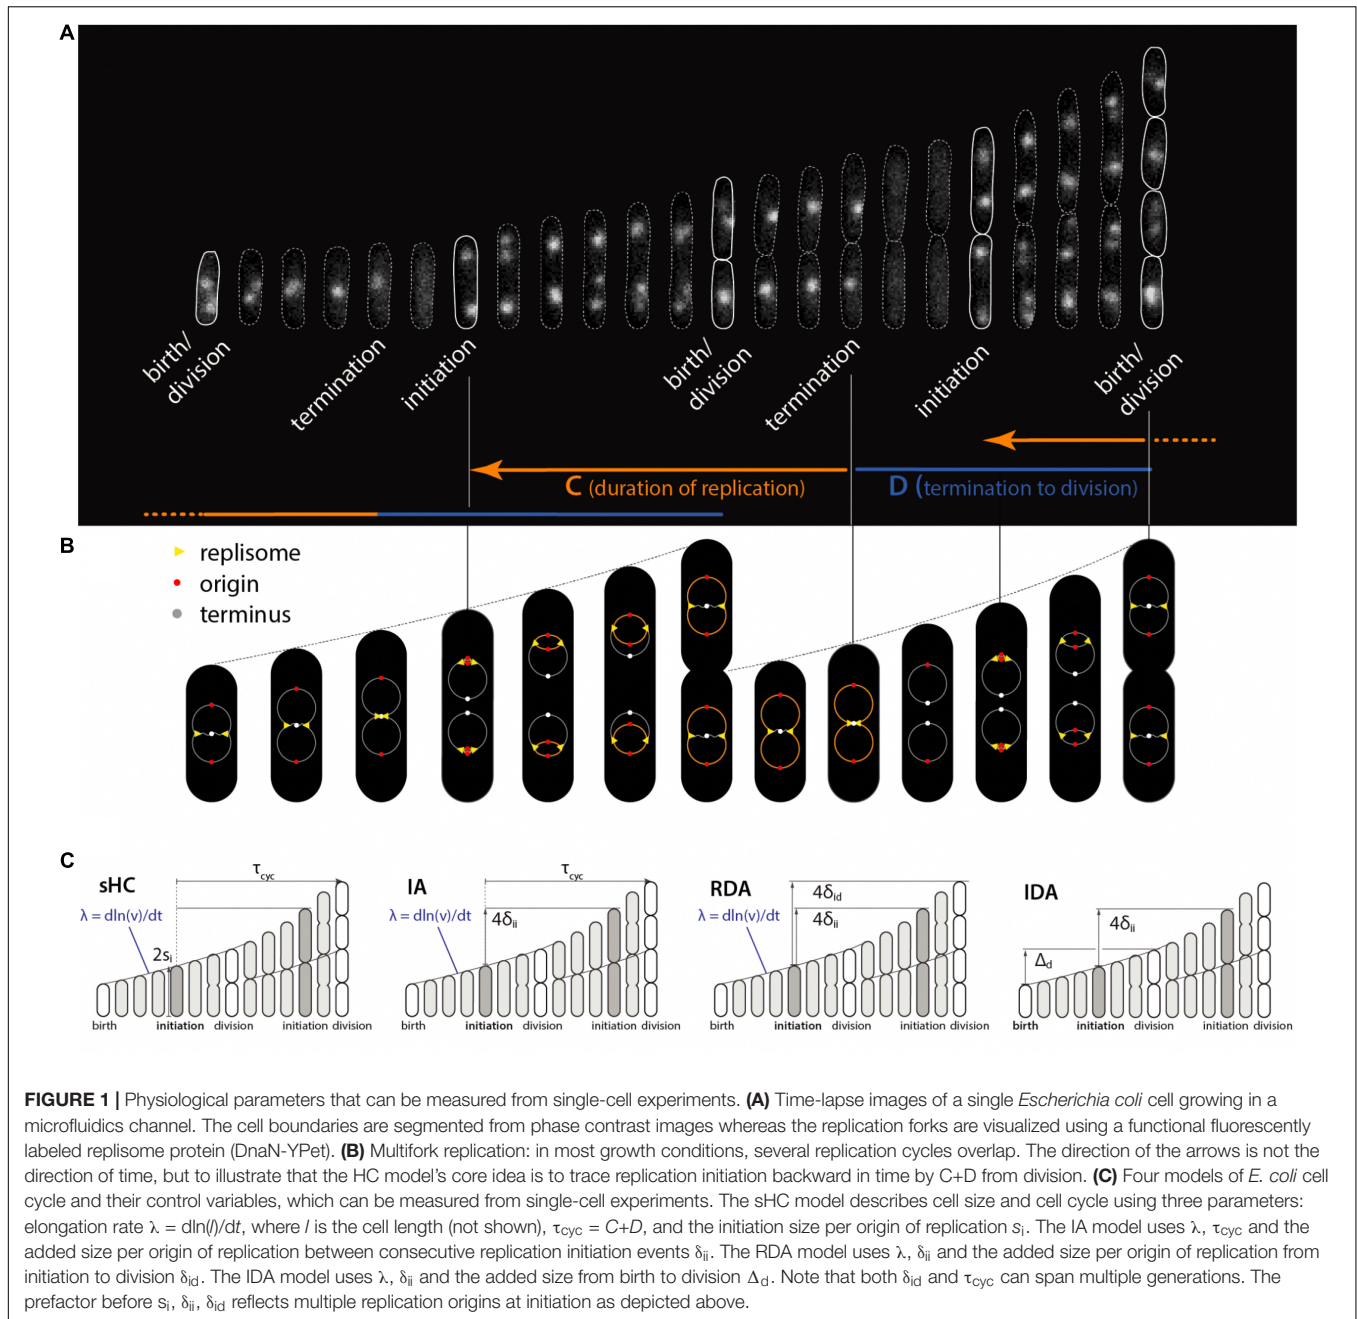 A
birth/
division
termination
initiation
birth/
division
termination
initiation
birth/
division
C (duration of replication)
D (termination to division)
B
replisome
origin
terminus
C
sHC
τcyc
λ = dln(v)/dt
2si
birth
initiation
division
initiation
division
IA
τcyc
λ = dln(v)/dt
4δii
birth
initiation
division
initiation
division
RDA
4δid
4δii
λ = dln(v)/dt
birth
initiation
division
initiation
division
IDA
4δii
Δd
birth
initiation
division
initiation
division
FIGURE 1 | Physiological parameters that can be measured from single-cell experiments. (A) Time-lapse images of a single Escherichia coli cell growing in a
microfluidics channel. The cell boundaries are segmented from phase contrast images whereas the replication forks are visualized using a functional fluorescently
labeled replisome protein (DnaN-YPet). (B) Multifork replication: in most growth conditions, several replication cycles overlap. The direction of the arrows is not the
direction of time, but to illustrate that the HC model's core idea is to trace replication initiation backward in time by C+D from division. (C) Four models of E. coli cell
cycle and their control variables, which can be measured from single-cell experiments. The sHC model describes cell size and cell cycle using three parameters:
elongation rate λ = dln(l)/dt, where l is the cell length (not shown), τcyc = C+D, and the initiation size per origin of replication si. The IA model uses λ, τcyc and the
added size per origin of replication between consecutive replication initiation events δii. The RDA model uses λ, δii and the added size per origin of replication from
initiation to division δid. The IDA model uses λ, δii and the added size from birth to division Δd. Note that both δid and τcyc can span multiple generations. The
prefactor before si, δii, δid reflects multiple replication origins at initiation as depicted above.